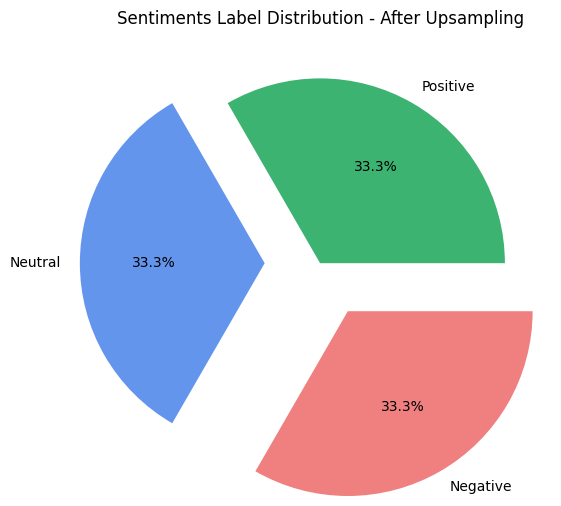 Sentiments Label Distribution - After Upsampling
Positive
33.3%
Neutral
33.3%
33.3%
Negative